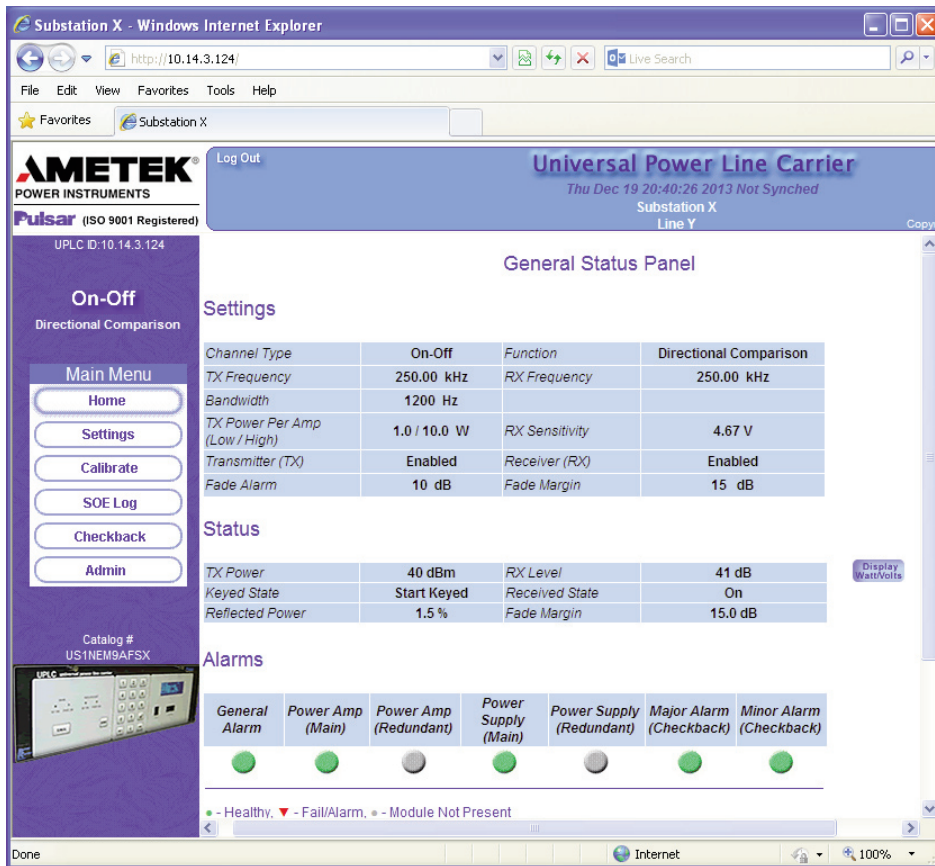 Substation X - Windows Internet Explorer
http://10.14.3.124/
Live Search
File Edit View Favorites Tools Help
Favorites Substation X
AMETEK®
POWER INSTRUMENTS
Pulsar (ISO 9001 Registered)
Log Out
Universal Power Line Carrier
Thu Dec 19 20:40:26 2013 Not Synched
Substation X
Line Y
Copy
UPLC ID:10.14.3.124
On-Off
Directional Comparison
Main Menu
Home
Settings
Calibrate
SOE Log
Checkback
Admin
Catalog #
US1NEM9AFSX
UPLC
General Status Panel
Settings
Channel Type On-Off Function Directional Comparison
TX Frequency 250.00 kHz RX Frequency 250.00 kHz
Bandwidth 1200 Hz
TX Power Per Amp (Low / High) 1.0 / 10.0 W RX Sensitivity 4.67 V
Transmitter (TX) Enabled Receiver (RX) Enabled
Fade Alarm 10 dB Fade Margin 15 dB
Status
TX Power 40 dBm RX Level 41 dB
Keyed State Start Keyed Received State On
Reflected Power 1.5 % Fade Margin 15.0 dB
Display
Watt/Volts
Alarms
General Alarm Power Amp (Main) Power Amp (Redundant) Power Supply (Main) Power Supply (Redundant) Major Alarm (Checkback) Minor Alarm (Checkback)
- Healthy, ▼ - Fail/Alarm, ● - Module Not Present
Done Internet 100%